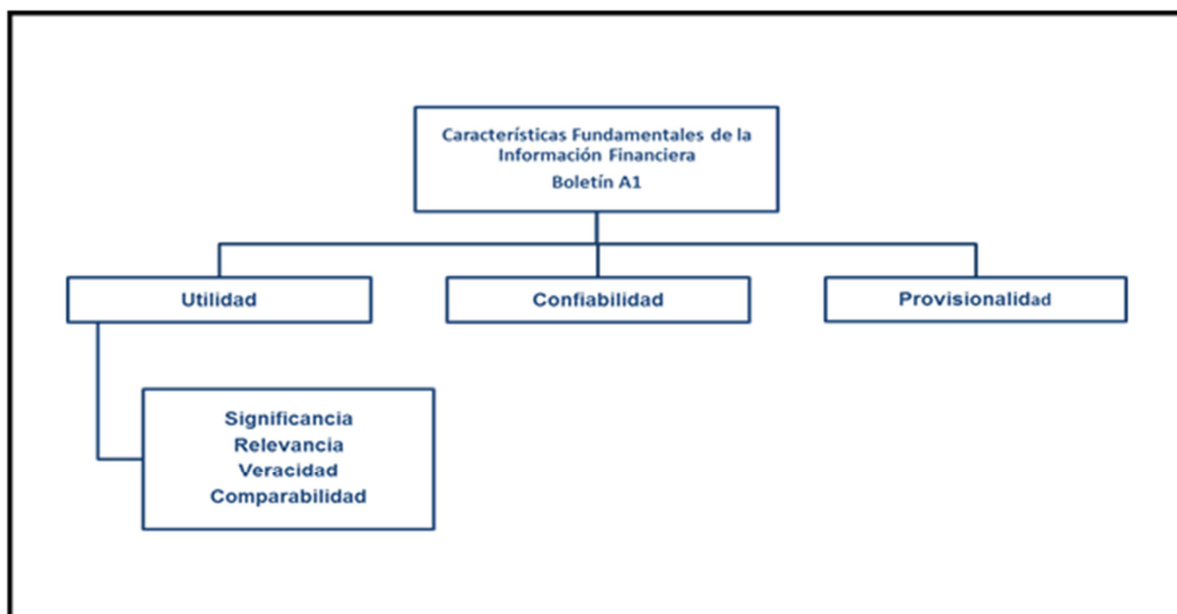 Características Fundamentales de la
Información Financiera
Boletín A1
Utilidad
Confiabilidad
Provisionalidad
Significancia
Relevancia
Veracidad
Comparabilidad